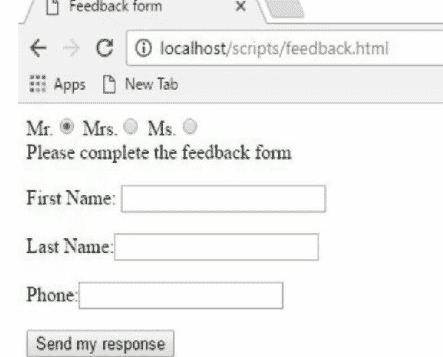 Feedback form
localhost/scripts/feedback.html
Apps New Tab
Mr. Mrs. Ms.
Please complete the feedback form
First Name:
Last Name:
Phone:
Send my response